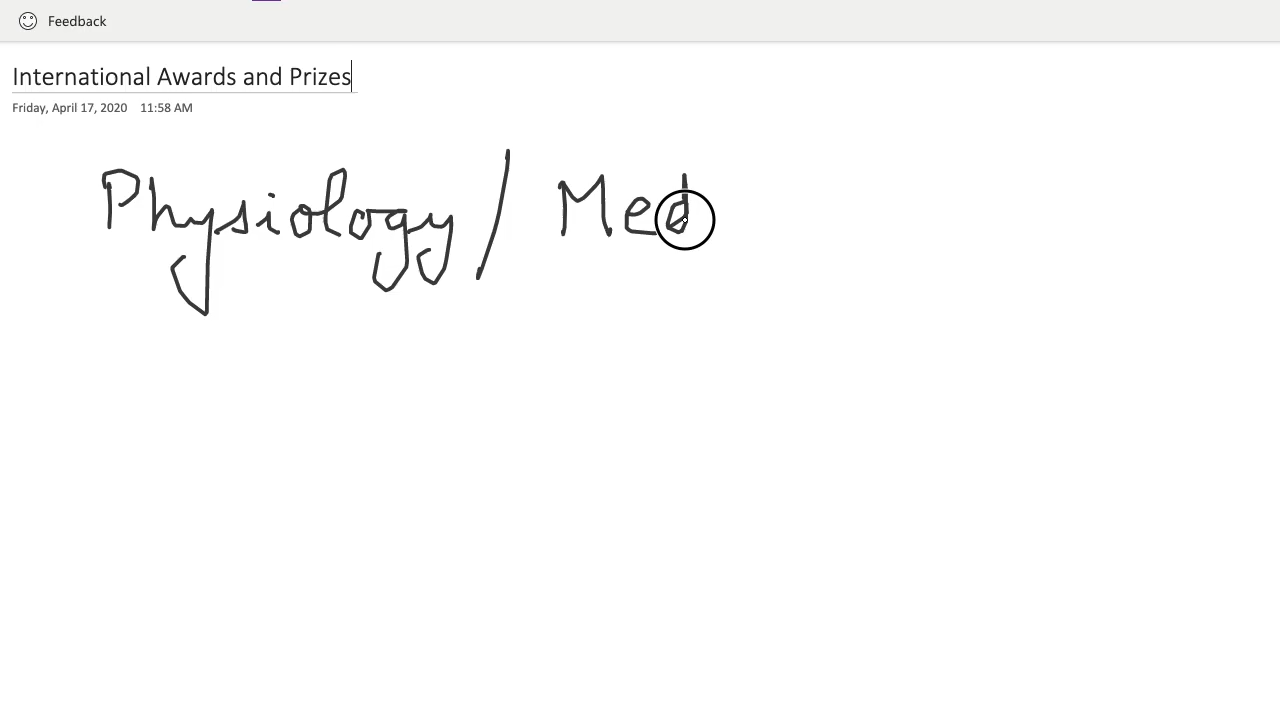 Feedback
International Awards and Prizes
Friday, April 17, 2020 11:58 AM
Physiology / Med